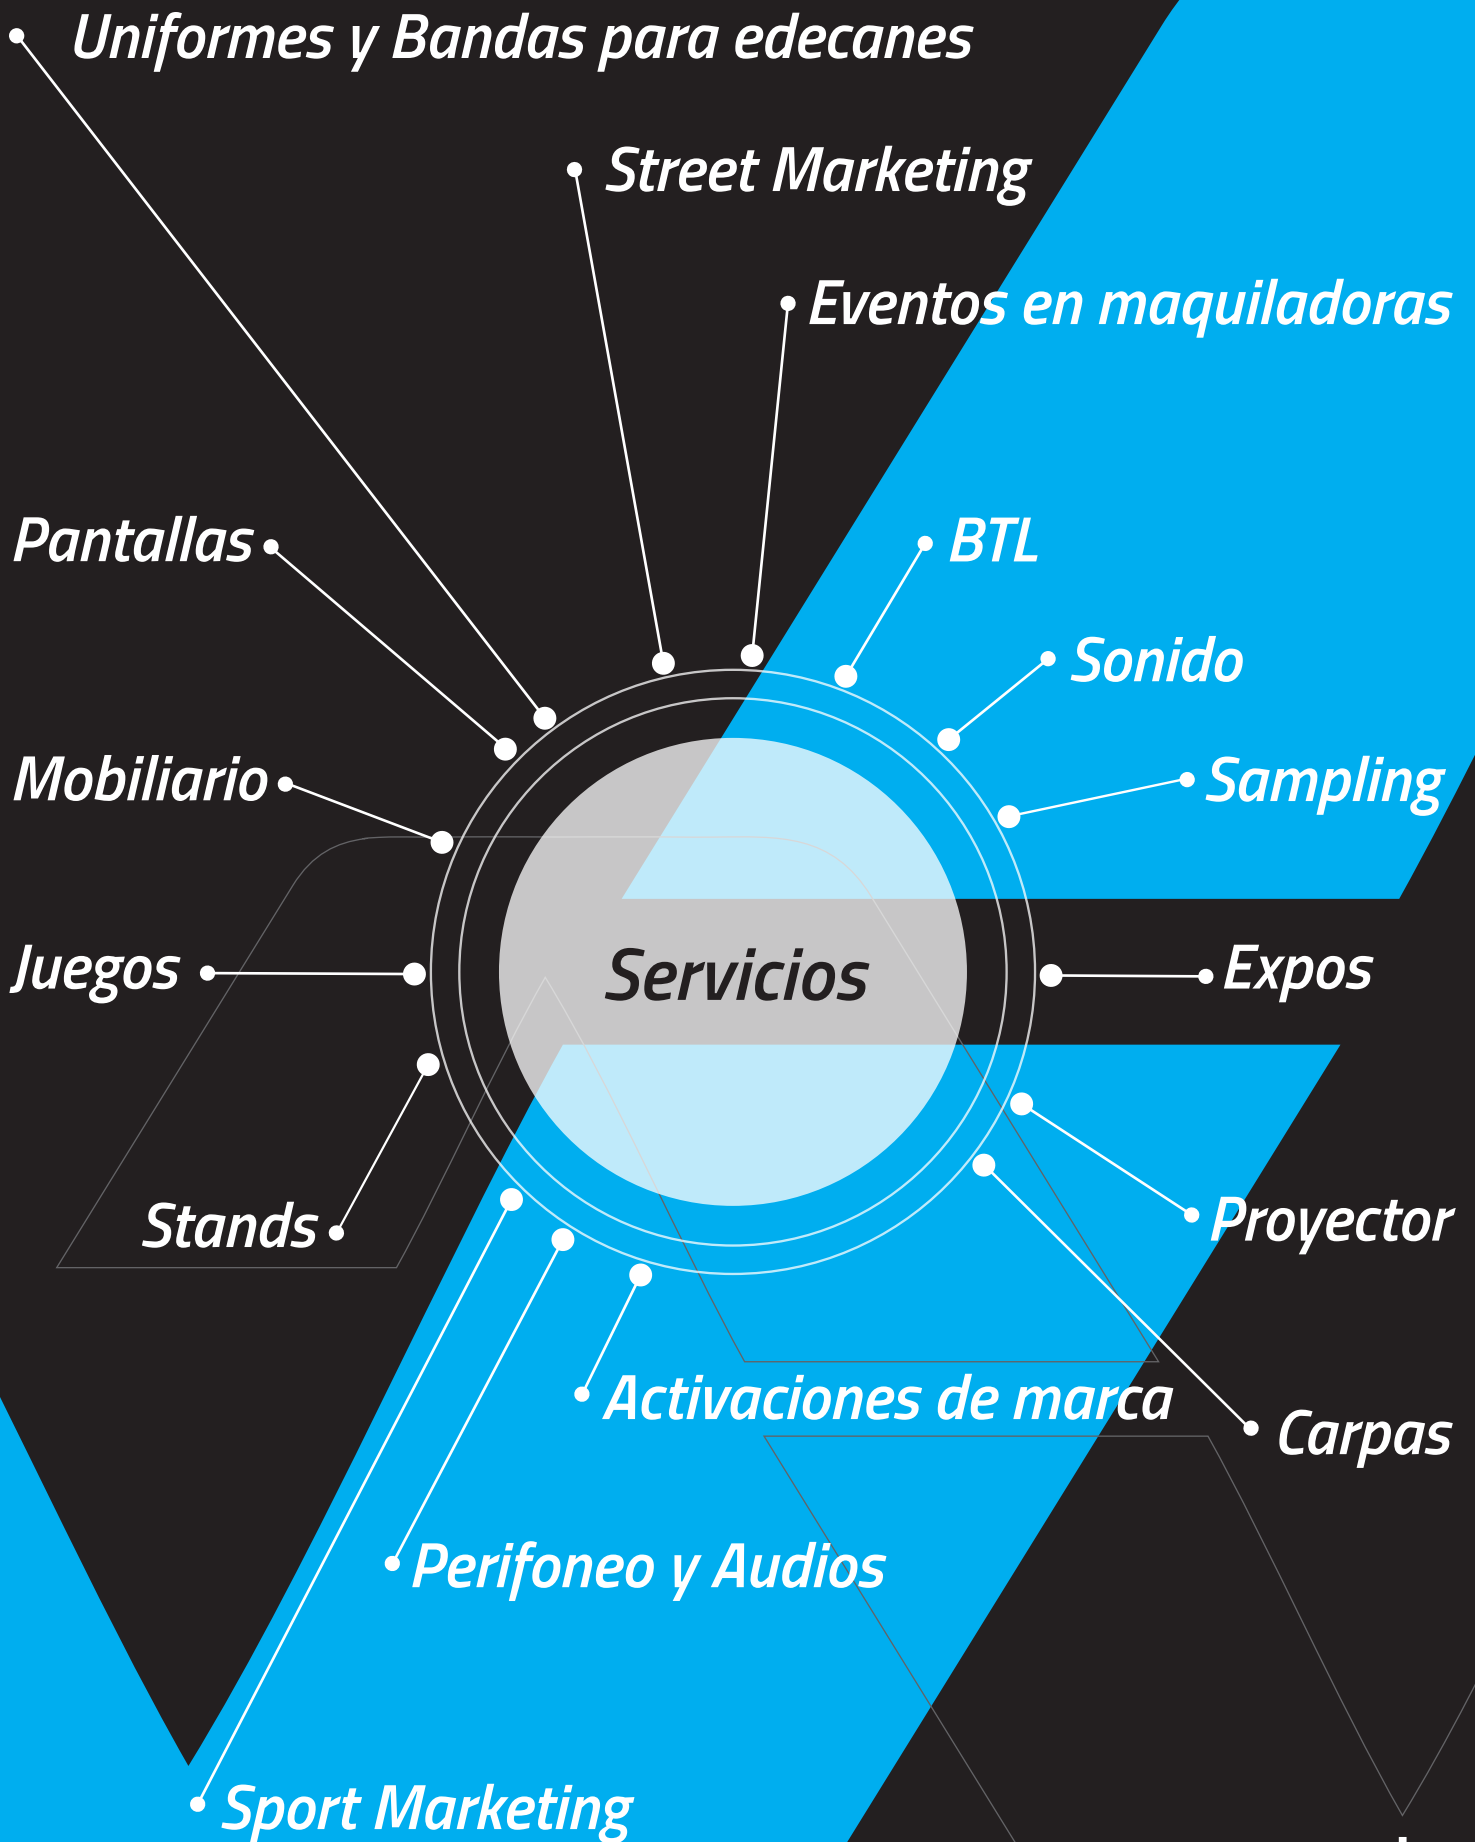 Uniformes y Bandas para edecanes
Street Marketing
Eventos en maquiladoras
Pantallas
BTL
Sonido
Mobiliario
Sampling
Juegos
Servicios
Expos
Stands
Proyector
Activaciones de marca
Carpas
Perifoneo y Audios
Sport Marketing